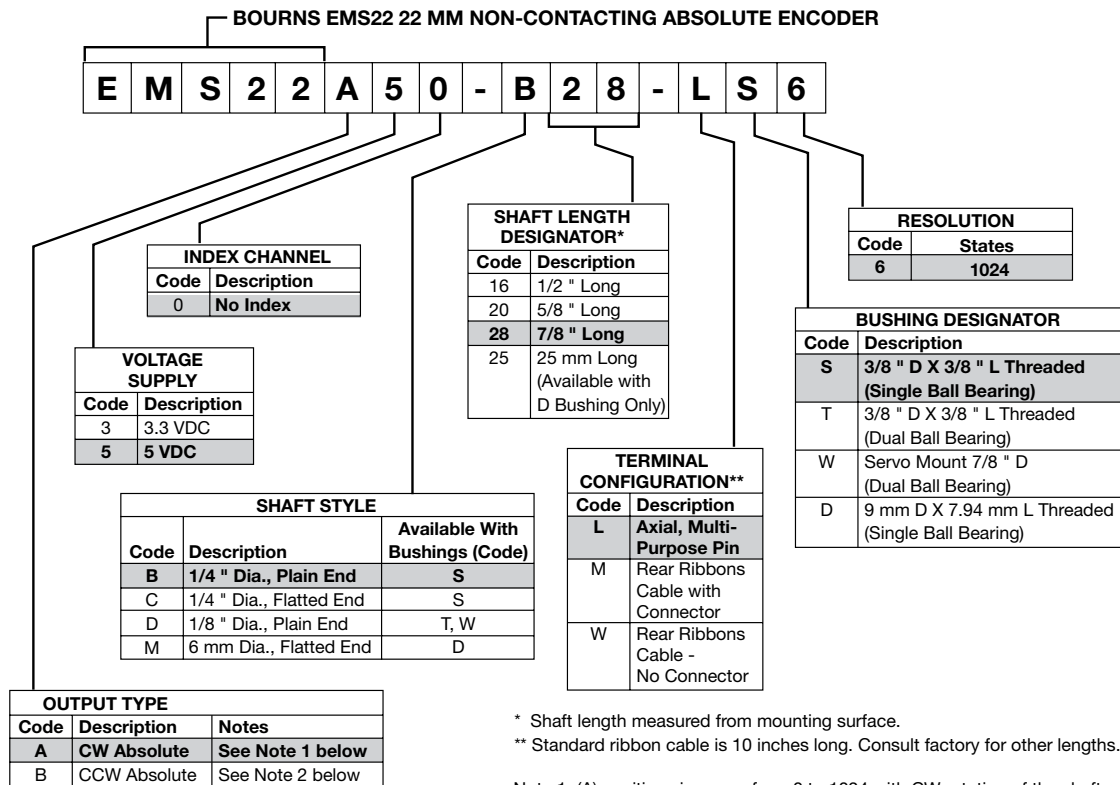 BOURNS EMS22 22 MM NON-CONTACTING ABSOLUTE ENCODER
E M S 2 2 A 5 0 - B 2 8 - L S 6
INDEX CHANNEL
Code Description
0 No Index
VOLTAGE
SUPPLY
Code Description
3 3.3 VDC
5 5 VDC
SHAFT LENGTH
DESIGNATOR*
Code Description
16 1/2 " Long
20 5/8 " Long
28 7/8 " Long
25 25 mm Long
(Available with
D Bushing Only)
RESOLUTION
Code States
6 1024
BUSHING DESIGNATOR
Code Description
S 3/8 " D X 3/8 " L Threaded
(Single Ball Bearing)
T 3/8 " D X 3/8 " L Threaded
(Dual Ball Bearing)
W Servo Mount 7/8 " D
(Dual Ball Bearing)
D 9 mm D X 7.94 mm L Threaded
(Single Ball Bearing)
SHAFT STYLE
Available With
Code Description Bushings (Code)
B 1/4 " Dia., Plain End S
C 1/4 " Dia., Flatted End S
D 1/8 " Dia., Plain End T, W
M 6 mm Dia., Flatted End D
TERMINAL
CONFIGURATION**
Code Description
L Axial, Multi-
Purpose Pin
M Rear Ribbons
Cable with
Connector
W Rear Ribbons
Cable -
No Connector
OUTPUT TYPE
Code Description Notes
A CW Absolute See Note 1 below
B CCW Absolute See Note 2 below
* Shaft length measured from mounting surface.
** Standard ribbon cable is 10 inches long. Consult factory for other lengths.